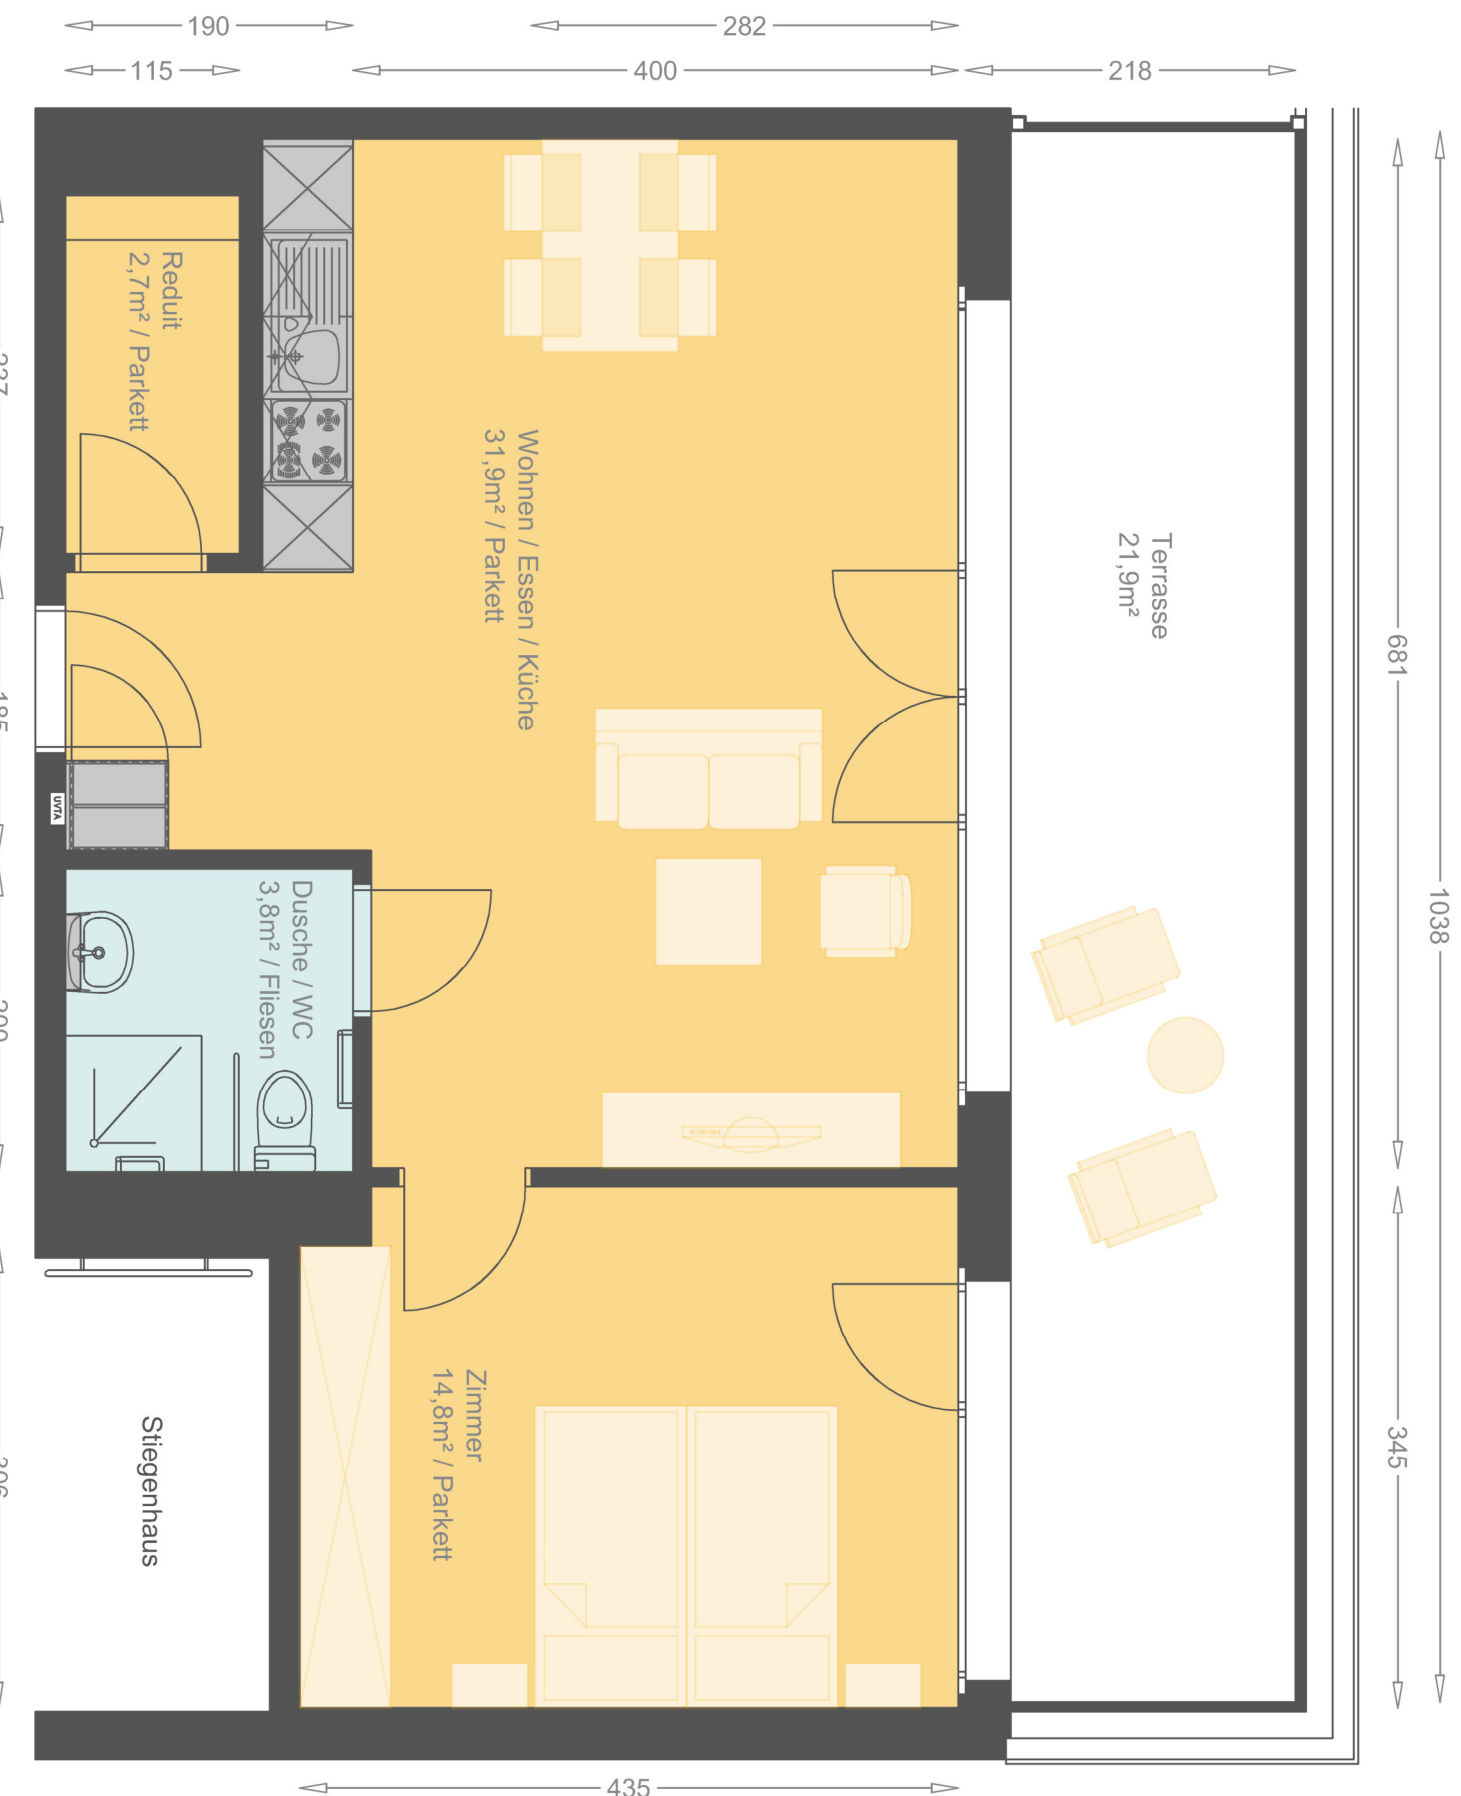 190
282
115
400
218
Reduit
2,7m² / Parkett
Wohnen / Essen / Küche
31,9m² / Parkett
Terrasse
21,9m²
681
1038
UVTA
Dusche / WC
3,8m² / Fliesen
Zimmer
14,8m² / Parkett
345
Stiegenhaus
435